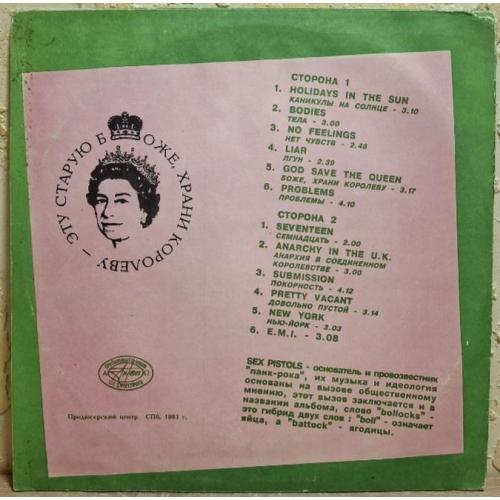 — ЭТУ СТАРУЮ БОЖЕ, ХРАНИ КОРОЛЕВУ
СТОРОНА 1
1. HOLIDAYS IN THE SUN
КАНИКУЛЫ НА СОЛНЦЕ - 3.10
2. BODIES
ТЕЛА - 3.00
3. NO FEELINGS
НЕТ ЧУВСТВ - 2.48
4. LIAR
ЛГУН - 2.39
5. GOD SAVE THE QUEEN
БОЖЕ, ХРАНИ КОРОЛЕВУ - 3.17
6. PROBLEMS
ПРОБЛЕМЫ - 4.10
СТОРОНА 2
1. SEVENTEEN
СЕМНАДЦАТЬ - 2.00
2. ANARCHY IN THE U.K.
АНАРХИЯ В СОЕДИНЕННОМ
КОРОЛЕВСТВЕ - 3.00
3. SUBMISSION
ПОКОРНОСТЬ - 4.12
4. PRETTY VACANT
ДОВОЛЬНО ПУСТОЙ - 3.14
5. NEW YORK
НЬЮ-ЙОРК - 3.03
6. E.M.I. - 3.08
SEX PISTOLS - основатель и провозвестник
"панк-рока", их музыка и идеология
основаны на вызове общественному
мнению, этот вызов заключается и в
названии альбома, слово "bollocks" -
это гибрид двух слов : "boll" - означает
яйца, а "battock" - ягодицы.
Продюсерский центр СПб, 1993 г.